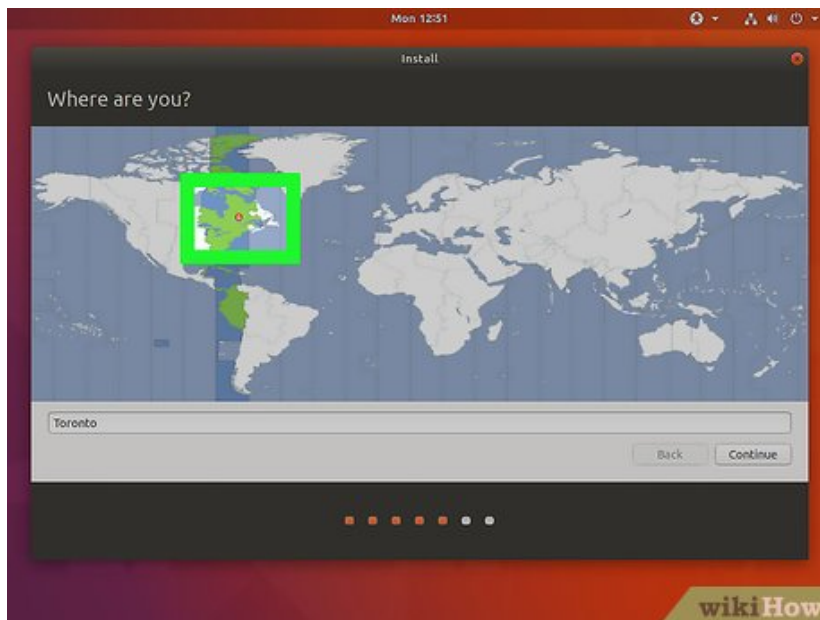 Mon 12:51
Install
Where are you?
Toronto
Back
Continue
wikiHow